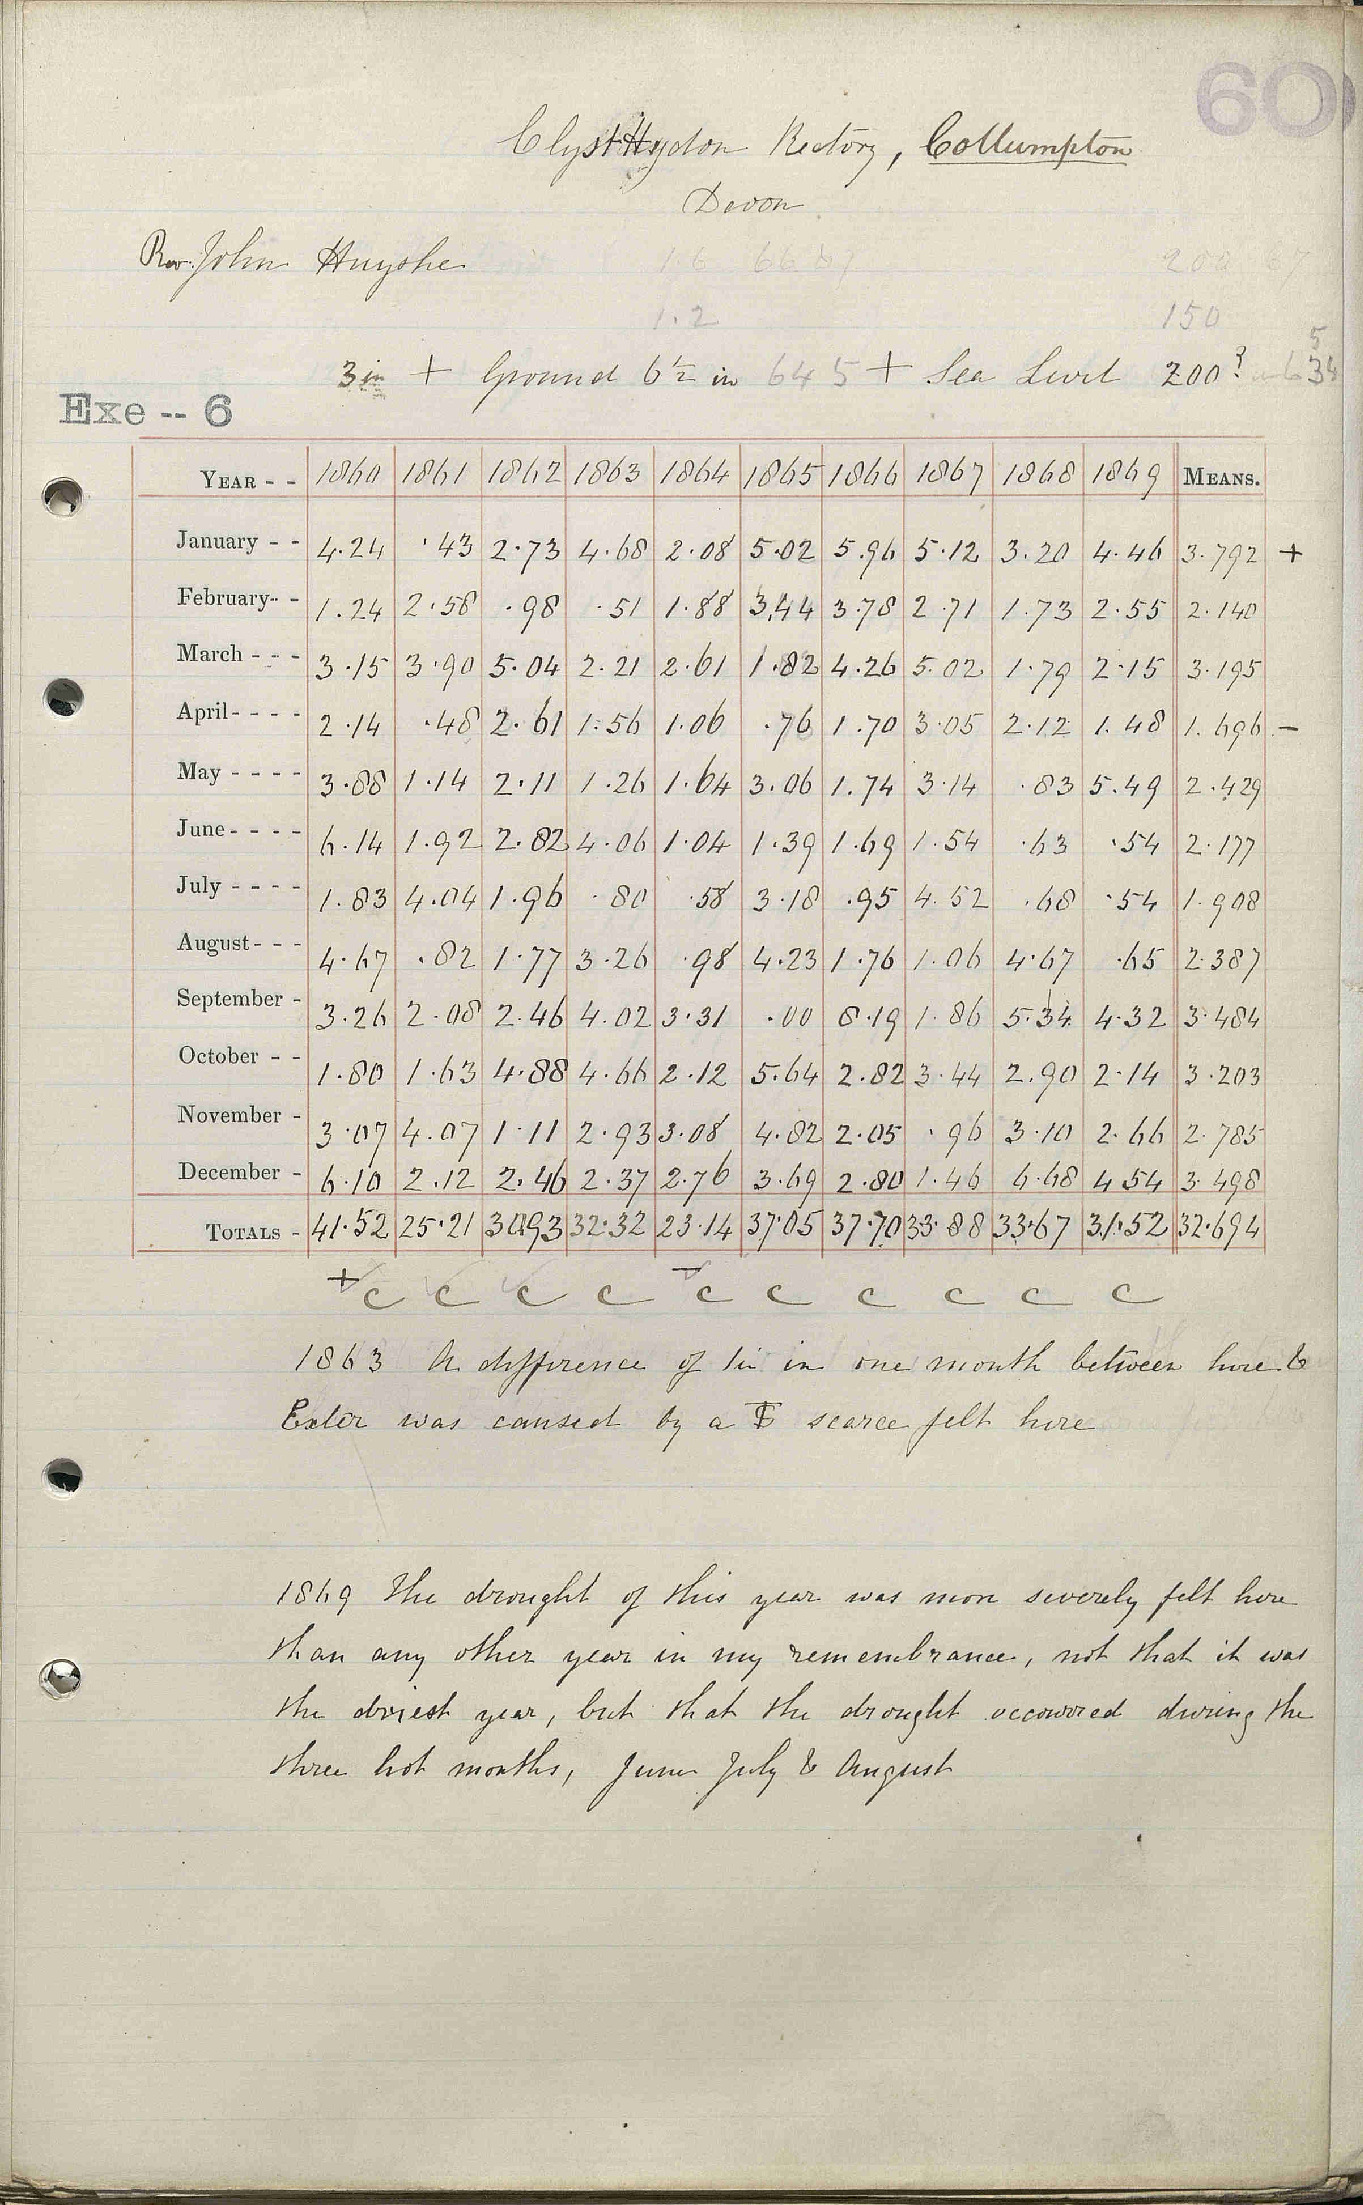 60
Clyst Hydon Rectory, Collumpton
Devon
Rev. John Huyshe
1.2 150
3 in + Ground 6½ in 64 5 + Sea Level 200?
Exe -- 6
YEAR - - 1860 1861 1862 1863 1864 1865 1866 1867 1868 1869 MEANS.
January - - 4.24 .43 2.73 4.68 2.08 5.02 5.96 5.12 3.20 4.46 3.792 +
February- - 1.24 2.58 .98 .51 1.88 3.44 3.78 2.71 1.73 2.55 2.140
March - - - 3.15 3.90 5.04 2.21 2.61 1.82 4.26 5.02 1.79 2.15 3.195
April- - - - 2.14 .48 2.61 1.56 1.06 .76 1.70 3.05 2.12 1.48 1.696 -
May - - - - 3.88 1.14 2.11 1.26 1.64 3.06 1.74 3.14 .83 5.49 2.429
June- - - - 6.14 1.92 2.82 4.06 1.04 1.39 1.69 1.54 .63 .54 2.177
July - - - - 1.83 4.04 1.96 .80 .58 3.18 .95 4.52 .68 .54 1.908
August- - - 4.67 .82 1.77 3.26 .98 4.23 1.76 1.06 4.67 .65 2.387
September - 3.26 2.08 2.46 4.02 3.31 .00 8.19 1.86 5.34 4.32 3.484
October - - 1.80 1.63 4.88 4.66 2.12 5.64 2.82 3.44 2.90 2.14 3.203
November - 3.07 4.07 1.11 2.93 3.08 4.82 2.05 .96 3.10 2.66 2.785
December - 6.10 2.12 2.46 2.37 2.76 3.69 2.80 1.46 6.68 4.54 3.498
TOTALS - 41.52 25.21 30.93 32.32 23.14 37.05 37.70 33.88 33.67 31.52 32.694
+ c c c c - c c c c c c
1863 A difference of 1 in in one month between here &
Exeter was caused by a scarce felt here
1869 The drought of this year was more severely felt here
than any other year in my remembrance, not that it was
the driest year, but that the drought occurred during the
three hot months, June July & August